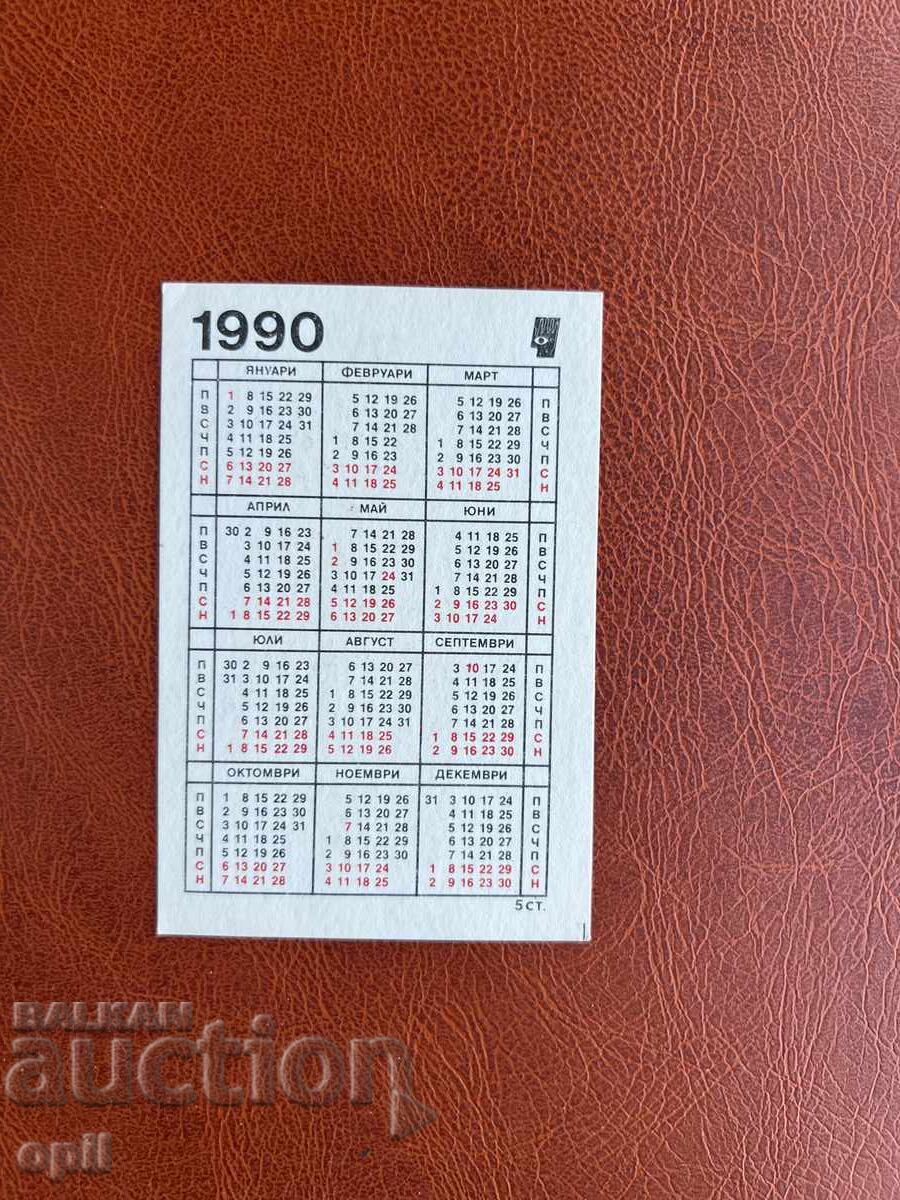 1990
ЯНУАРИ ФЕВРУАРИ МАРТ
П 1 8 15 22 29 5 12 19 26 5 12 19 26 П
В 2 9 16 23 30 6 13 20 27 6 13 20 27 В
С 3 10 17 24 31 7 14 21 28 7 14 21 28 С
Ч 4 11 18 25 1 8 15 22 1 8 15 22 29 Ч
П 5 12 19 26 2 9 16 23 2 9 16 23 30 П
С 6 13 20 27 3 10 17 24 3 10 17 24 31 С
Н 7 14 21 28 4 11 18 25 4 11 18 25 Н
АПРИЛ МАЙ ЮНИ
П 30 2 9 16 23 7 14 21 28 4 11 18 25 П
В 3 10 17 24 1 8 15 22 29 5 12 19 26 В
С 4 11 18 25 2 9 16 23 30 6 13 20 27 С
Ч 5 12 19 26 3 10 17 24 31 7 14 21 28 Ч
П 6 13 20 27 4 11 18 25 1 8 15 22 29 П
С 7 14 21 28 5 12 19 26 2 9 16 23 30 С
Н 1 8 15 22 29 6 13 20 27 3 10 17 24 Н
ЮЛИ АВГУСТ СЕПТЕМВРИ
П 30 2 9 16 23 6 13 20 27 3 10 17 24 П
В 31 3 10 17 24 7 14 21 28 4 11 18 25 В
С 4 11 18 25 1 8 15 22 29 5 12 19 26 С
Ч 5 12 19 26 2 9 16 23 30 6 13 20 27 Ч
П 6 13 20 27 3 10 17 24 31 7 14 21 28 П
С 7 14 21 28 4 11 18 25 1 8 15 22 29 С
Н 1 8 15 22 29 5 12 19 26 2 9 16 23 30 Н
ОКТОМВРИ НОЕМВРИ ДЕКЕМВРИ
П 1 8 15 22 29 5 12 19 26 31 3 10 17 24 П
В 2 9 16 23 30 6 13 20 27 4 11 18 25 В
С 3 10 17 24 31 7 14 21 28 5 12 19 26 С
Ч 4 11 18 25 1 8 15 22 29 6 13 20 27 Ч
П 5 12 19 26 2 9 16 23 30 7 14 21 28 П
С 6 13 20 27 3 10 17 24 1 8 15 22 29 С
Н 7 14 21 28 4 11 18 25 2 9 16 23 30 Н
5 СТ.
BALKAN
auction
opil